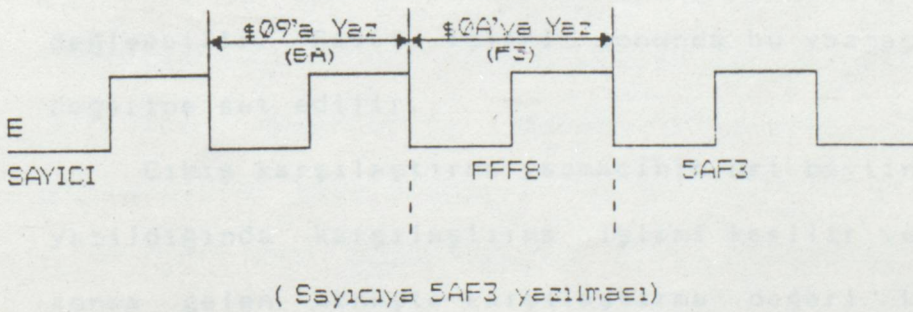 $09'a Yaz $0A'ya Yaz
(5A) (F3)
E
SAYICI FFF8 5AF3
( Sayıcıya 5AF3 yazılması)